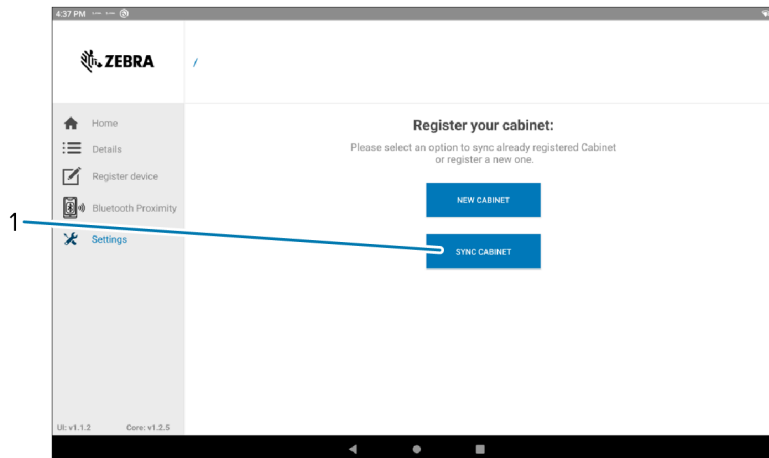 4:37 PM
ZEBRA
/
Home
Details
Register device
Bluetooth Proximity
Settings
Register your cabinet:
Please select an option to sync already registered Cabinet
or register a new one.
NEW CABINET
1
SYNC CABINET
UI: v1.1.2 Core: v1.2.5